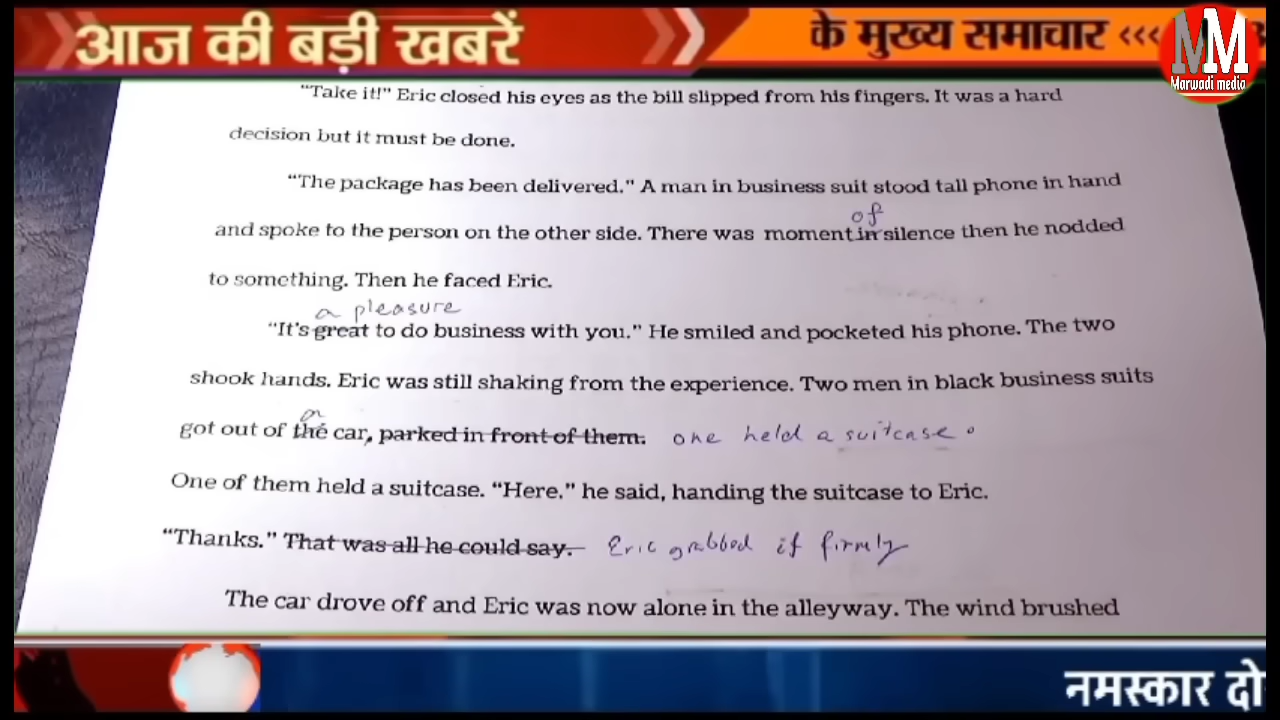 आज की बड़ी खबरें
के मुख्य समाचार <<<
MM
Marwadi media
"Take it!" Eric closed his eyes as the bill slipped from his fingers. It was a hard
decision but it must be done.
"The package has been delivered." A man in business suit stood tall phone in hand
of
and spoke to the person on the other side. There was moment in silence then he nodded
to something. Then he faced Eric.
a pleasure
"It's great to do business with you." He smiled and pocketed his phone. The two
shook hands. Eric was still shaking from the experience. Two men in black business suits
a
got out of the car, parked in front of them. one held a suitcase.
One of them held a suitcase. "Here." he said, handing the suitcase to Eric.
"Thanks." That was all he could say. Eric grabbed it firmly
The car drove off and Eric was now alone in the alleyway. The wind brushed
नमस्कार दो